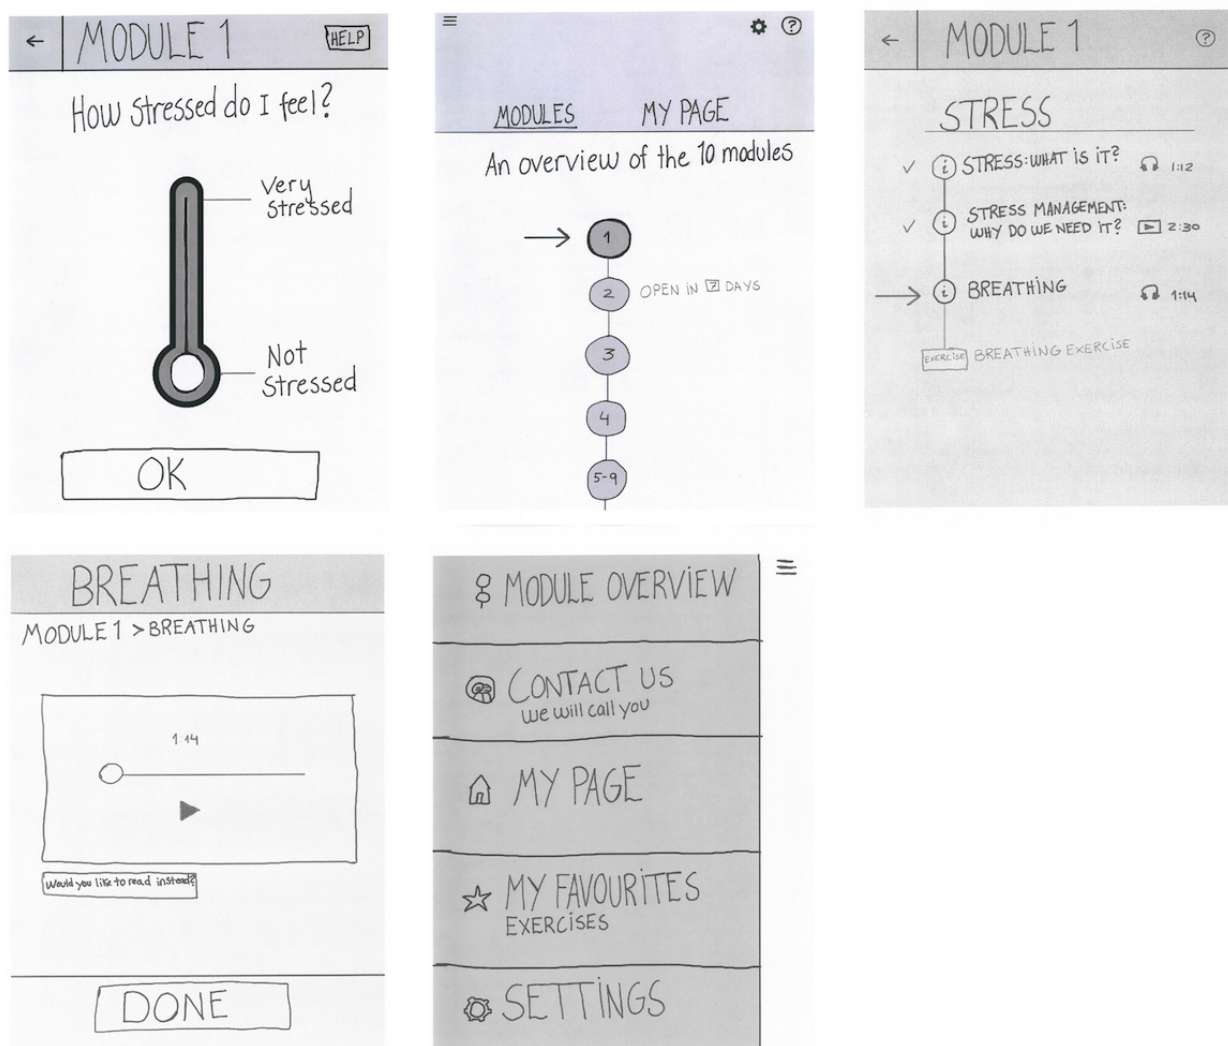 MODULE 1
HELP
How stressed do I feel?
Very
stressed
Not
Stressed
OK
MODULES
MY PAGE
An overview of the 10 modules
1
2
OPEN IN 7 DAYS
3
4
5-9
MODULE 1
?
STRESS
i STRESS: WHAT IS IT? 1:12
i STRESS MANAGEMENT:
WHY DO WE NEED IT? 2:30
i BREATHING 1:14
EXERCISE BREATHING EXERCISE
BREATHING
MODULE 1 > BREATHING
1:14
Would you like to read instead?
DONE
MODULE OVERVIEW
CONTACT US
we will call you
MY PAGE
MY FAVOURITES
EXERCISES
SETTINGS